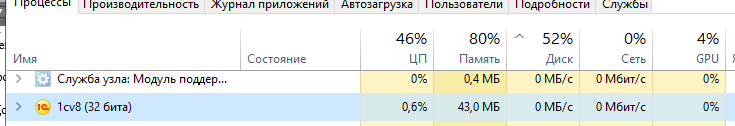 Процессы Производительность Журнал приложений Автозагрузка Пользователи Подробности Службы
46% 80% 52% 0% 4%
Имя Состояние ЦП Память Диск Сеть GPU
Служба узла: Модуль поддер... 0% 0,4 МБ 0 МБ/с 0 Мбит/с 0%
1cv8 (32 бита) 0,6% 43,0 МБ 0 МБ/с 0 Мбит/с 0%